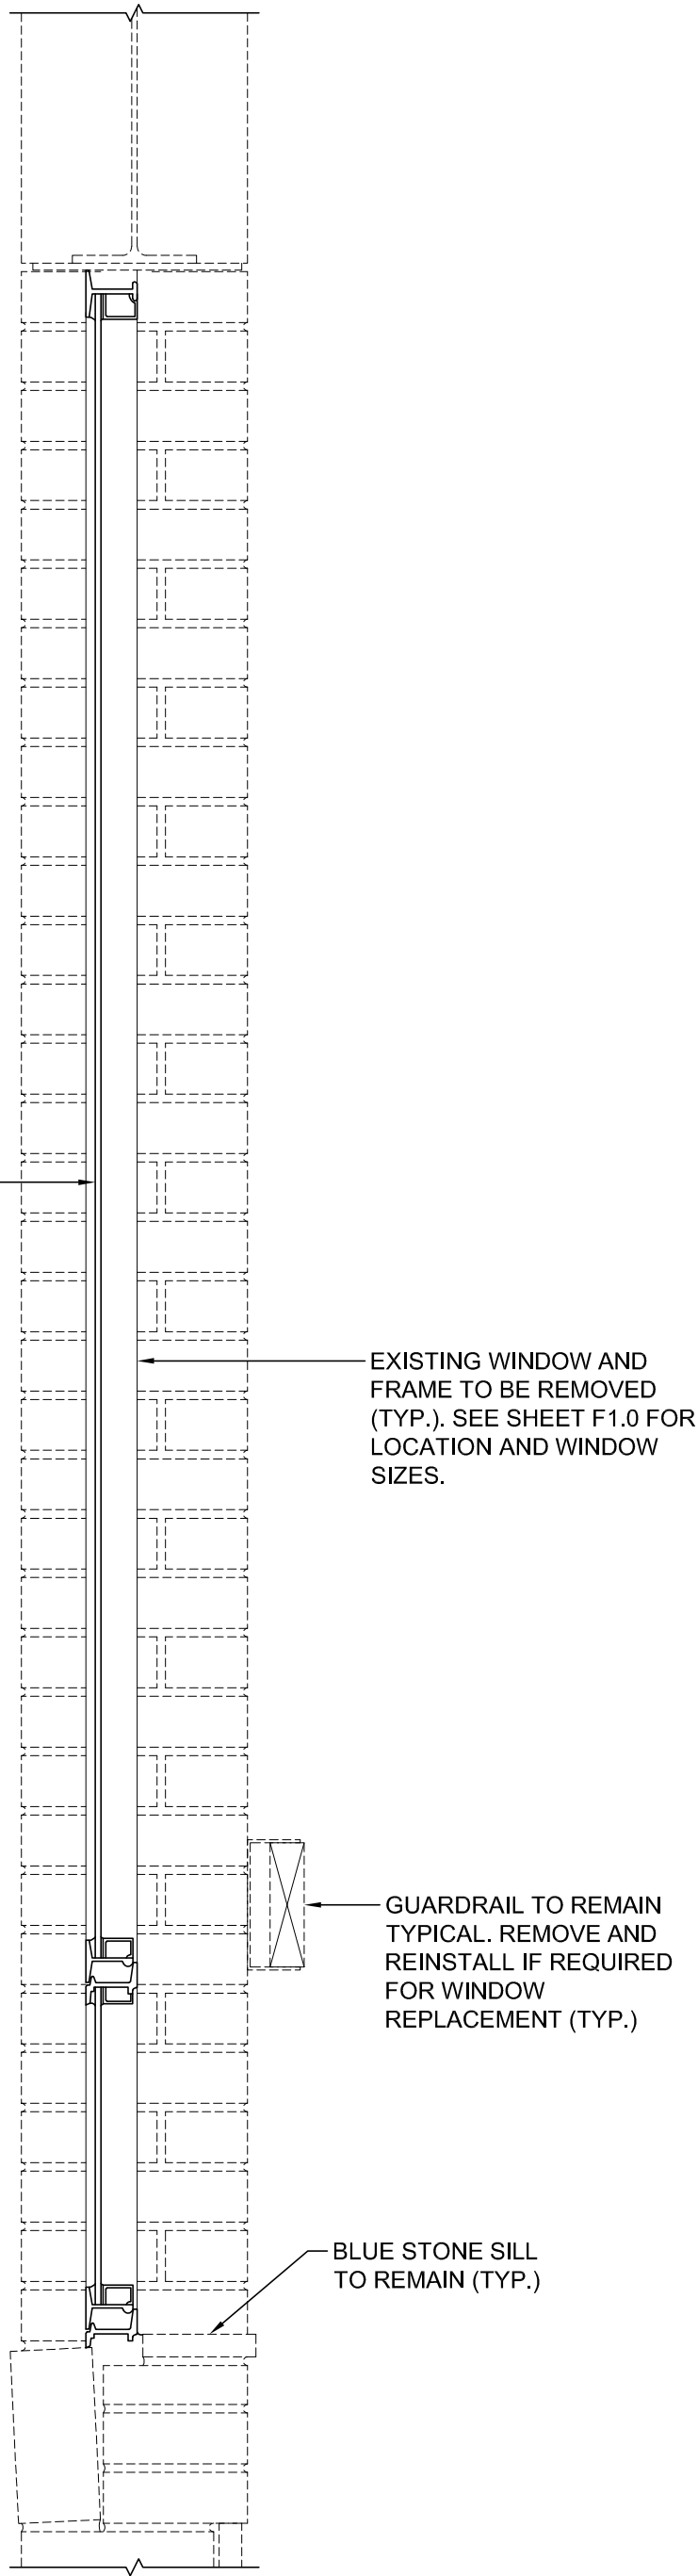 EXISTING WINDOW AND
FRAME TO BE REMOVED
(TYP.). SEE SHEET F1.0 FOR
LOCATION AND WINDOW
SIZES.
GUARDRAIL TO REMAIN
TYPICAL. REMOVE AND
REINSTALL IF REQUIRED
FOR WINDOW
REPLACEMENT (TYP.)
BLUE STONE SILL
TO REMAIN (TYP.)